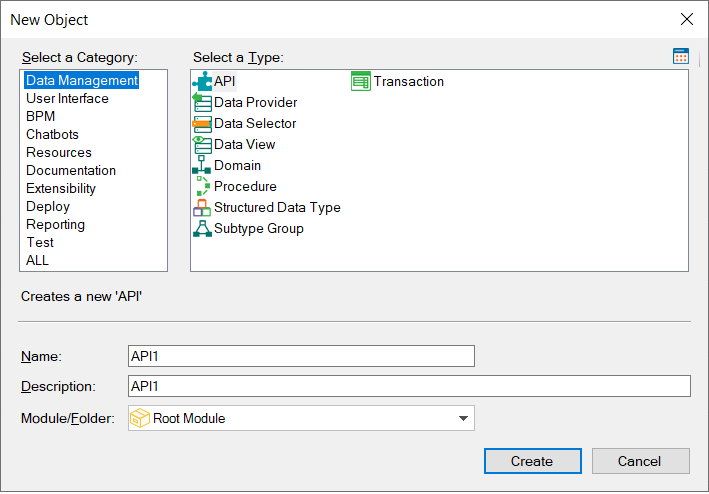 New Object
Select a Category:
Data Management
User Interface
BPM
Chatbots
Resources
Documentation
Extensibility
Deploy
Reporting
Test
ALL
Select a Type:
API
Data Provider
Data Selector
Data View
Domain
Procedure
Structured Data Type
Subtype Group
Transaction
Creates a new 'API'
Name: API1
Description: API1
Module/Folder: Root Module
Create Cancel